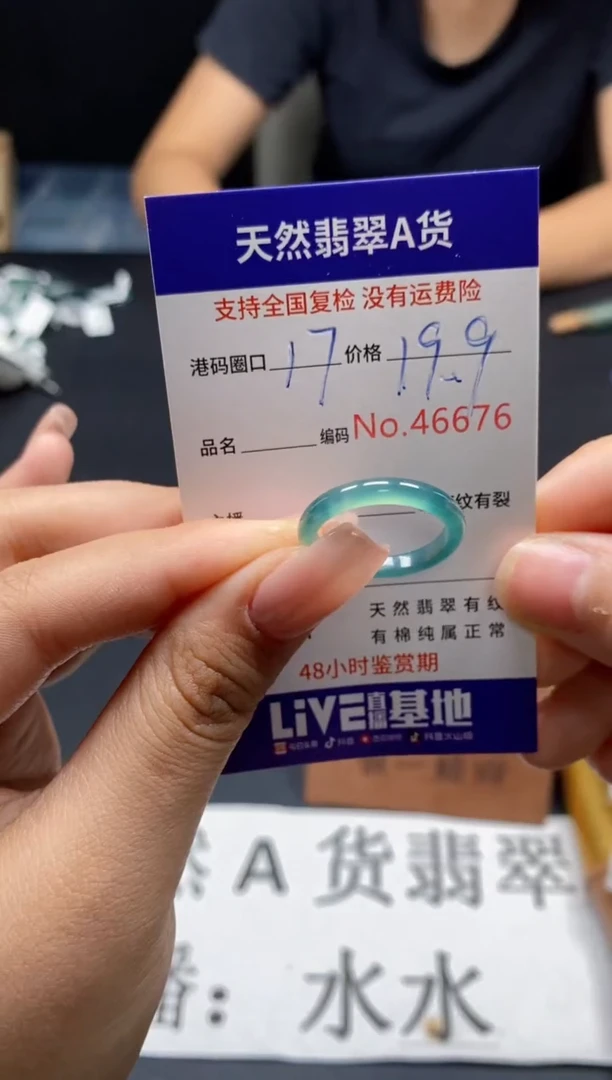 天然翡翠A货
支持全国复检 没有运费险
港码圈口 17 价格 19.9
品名 编码 No.46676
纹有裂
天然翡翠有纹
有棉纯属正常
48小时鉴赏期
LiVE直播基地
A货翡翠
播：水水